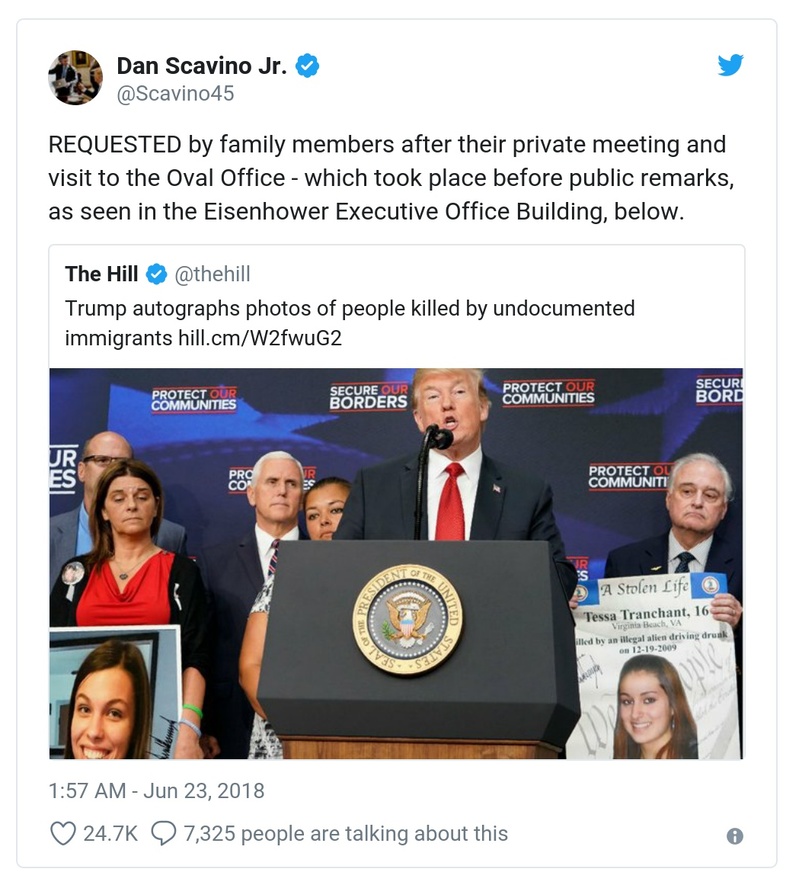 Dan Scavino Jr.
@Scavino45
REQUESTED by family members after their private meeting and
visit to the Oval Office - which took place before public remarks,
as seen in the Eisenhower Executive Office Building, below.
The Hill @thehill
Trump autographs photos of people killed by undocumented
immigrants hill.cm/W2fwuG2
PROTECT OUR
COMMUNITIES
SECURE OUR
BORDERS
PROTECT OUR
COMMUNITIES
SECURE
BORD
UR
ES
PRO
CO
R
ES
PROTECT OU
COMMUNITI
ES
PRESIDENT OF THE UNITED
SEAL OF THE
STATES
A Stolen Life
Tessa Tranchant, 16
Virginia Beach, VA
illed by an illegal alien driving drunk
on 12-19-2009
We
People
1:57 AM - Jun 23, 2018
24.7K 7,325 people are talking about this